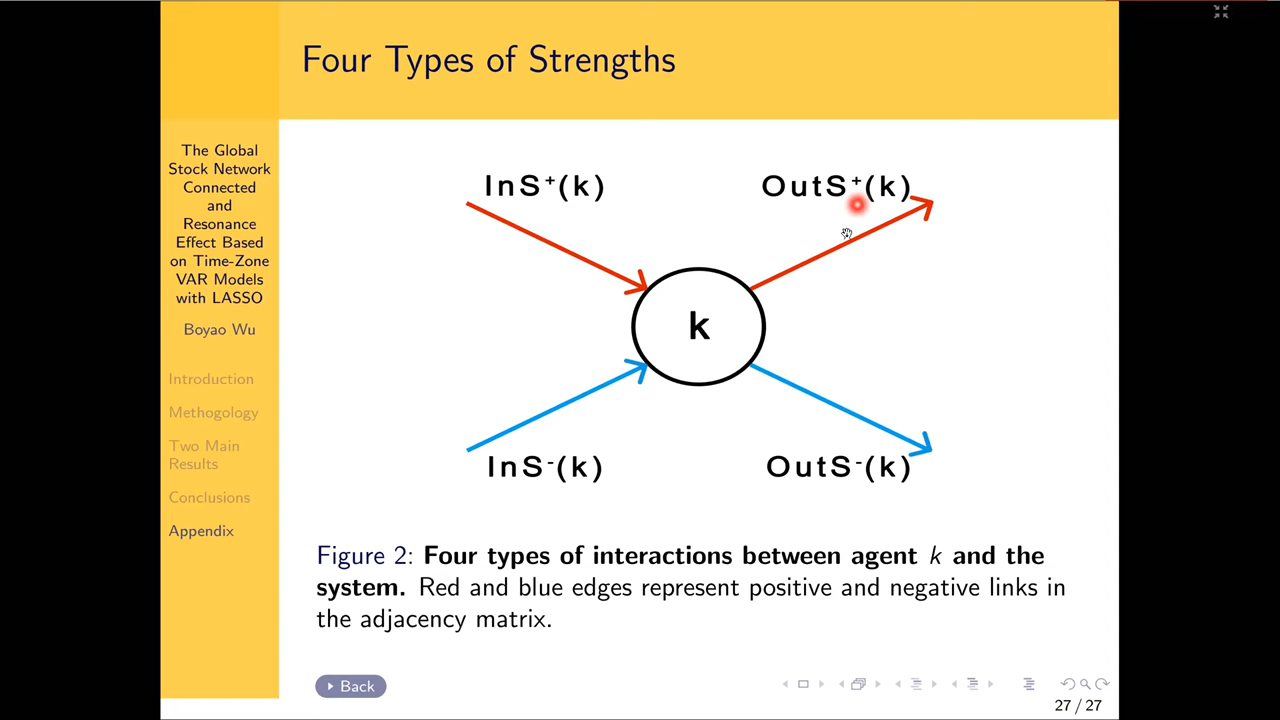 Four Types of Strengths
The Global
Stock Network
Connected
and
Resonance
Effect Based
on Time-Zone
VAR Models
with LASSO
Boyao Wu
Introduction
Methogology
Two Main
Results
Conclusions
Appendix
InS⁺(k)
OutS⁺(k)
k
InS⁻(k)
OutS⁻(k)
Figure 2: Four types of interactions between agent k and the
system. Red and blue edges represent positive and negative links in
the adjacency matrix.
Back
27 / 27